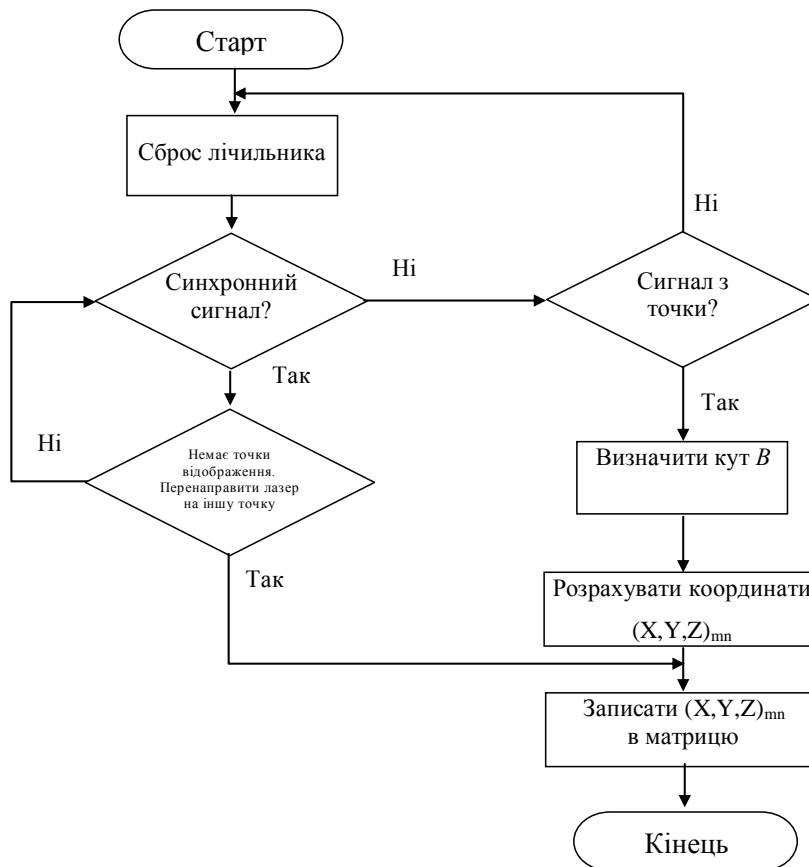 Старт
Сброс лічильника
Ні
Синхронний
сигнал?
Ні
Сигнал з
точки?
Так
Так
Ні
Немає точки
відображення.
Перенаправити лазер
на іншу точку
Визначити кут В
Так
Розрахувати координати
(X,Y,Z)mn
Записати (X,Y,Z)mn
в матрицю
Кінець